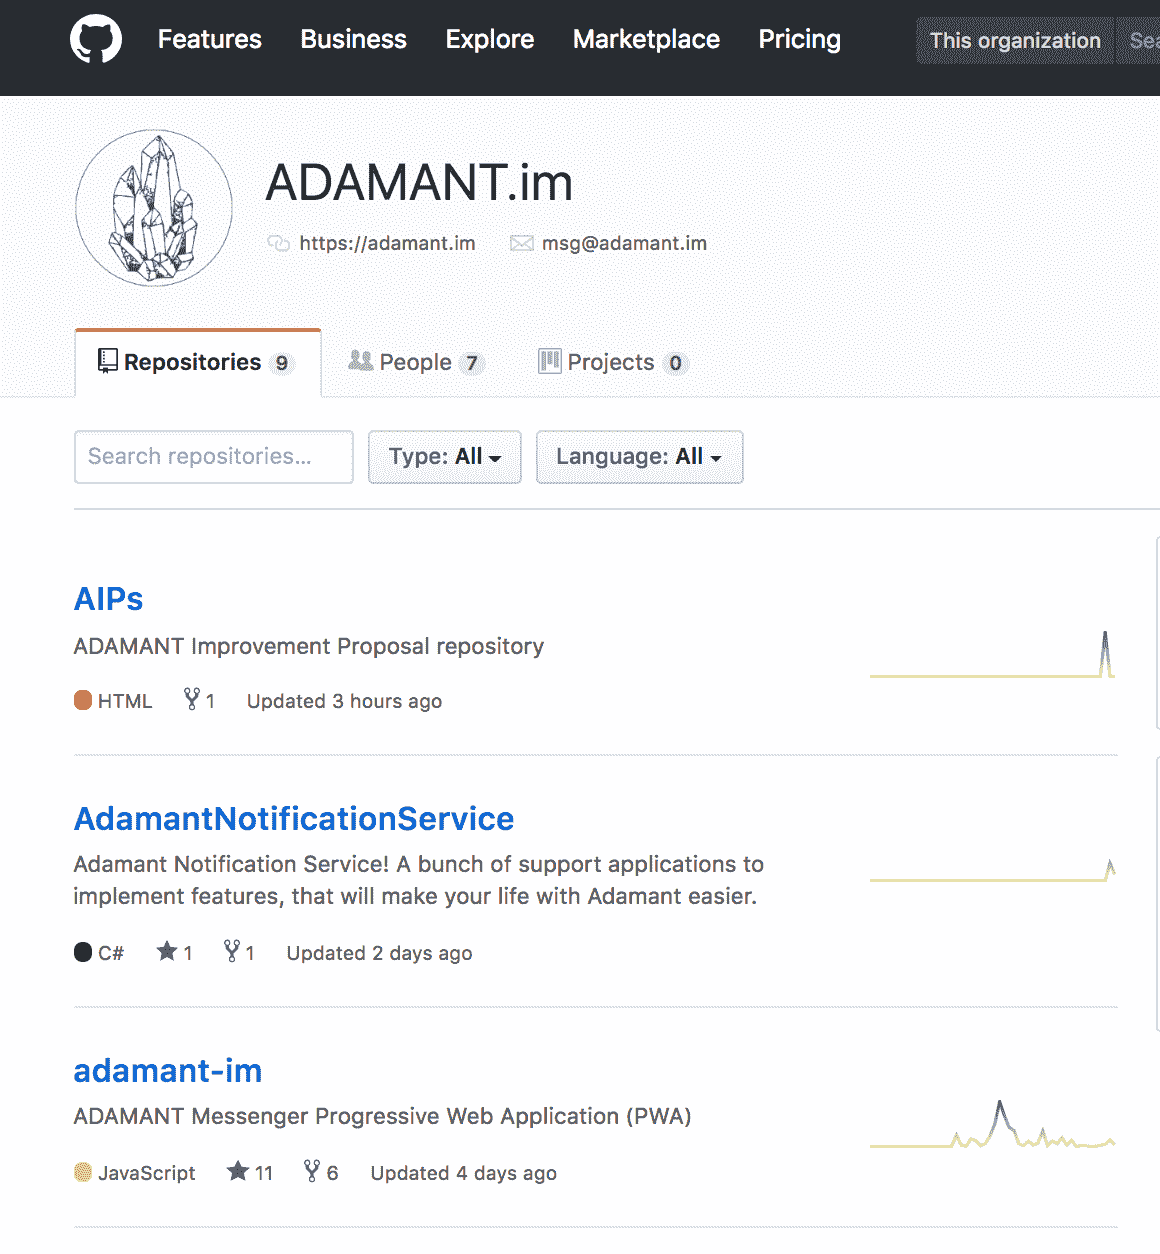 Features Business Explore Marketplace Pricing This organization
ADAMANT.im
https://adamant.im msg@adamant.im
Repositories 9 People 7 Projects 0
Search repositories... Type: All Language: All
AIPs
ADAMANT Improvement Proposal repository
HTML 1 Updated 3 hours ago
AdamantNotificationService
Adamant Notification Service! A bunch of support applications to
implement features, that will make your life with Adamant easier.
C# 1 1 Updated 2 days ago
adamant-im
ADAMANT Messenger Progressive Web Application (PWA)
JavaScript 11 6 Updated 4 days ago